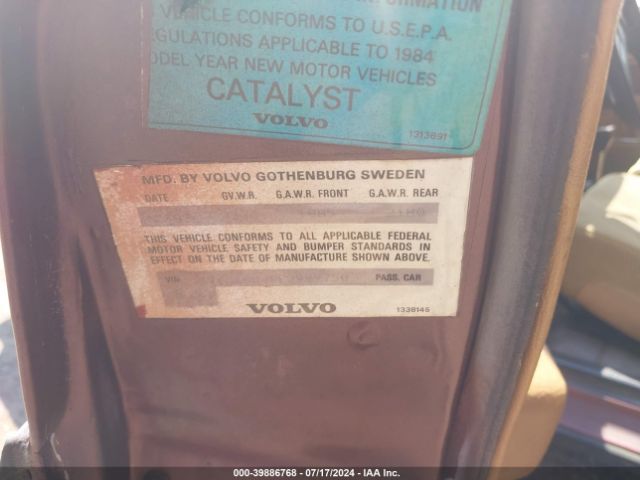 VEHICLE CONFORMS TO U.S.E.P.A.
REGULATIONS APPLICABLE TO 1984
MODEL YEAR NEW MOTOR VEHICLES
CATALYST
VOLVO
1313691
MFD. BY VOLVO GOTHENBURG SWEDEN
DATE GV.W.R. G.A.W.R. FRONT G.A.W.R. REAR
THIS VEHICLE CONFORMS TO ALL APPLICABLE FEDERAL
MOTOR VEHICLE SAFETY AND BUMPER STANDARDS IN
EFFECT ON THE DATE OF MANUFACTURE SHOWN ABOVE.
VIN PASS. CAR
VOLVO 1338145
000-39886768 - 07/17/2024 - IAA Inc.